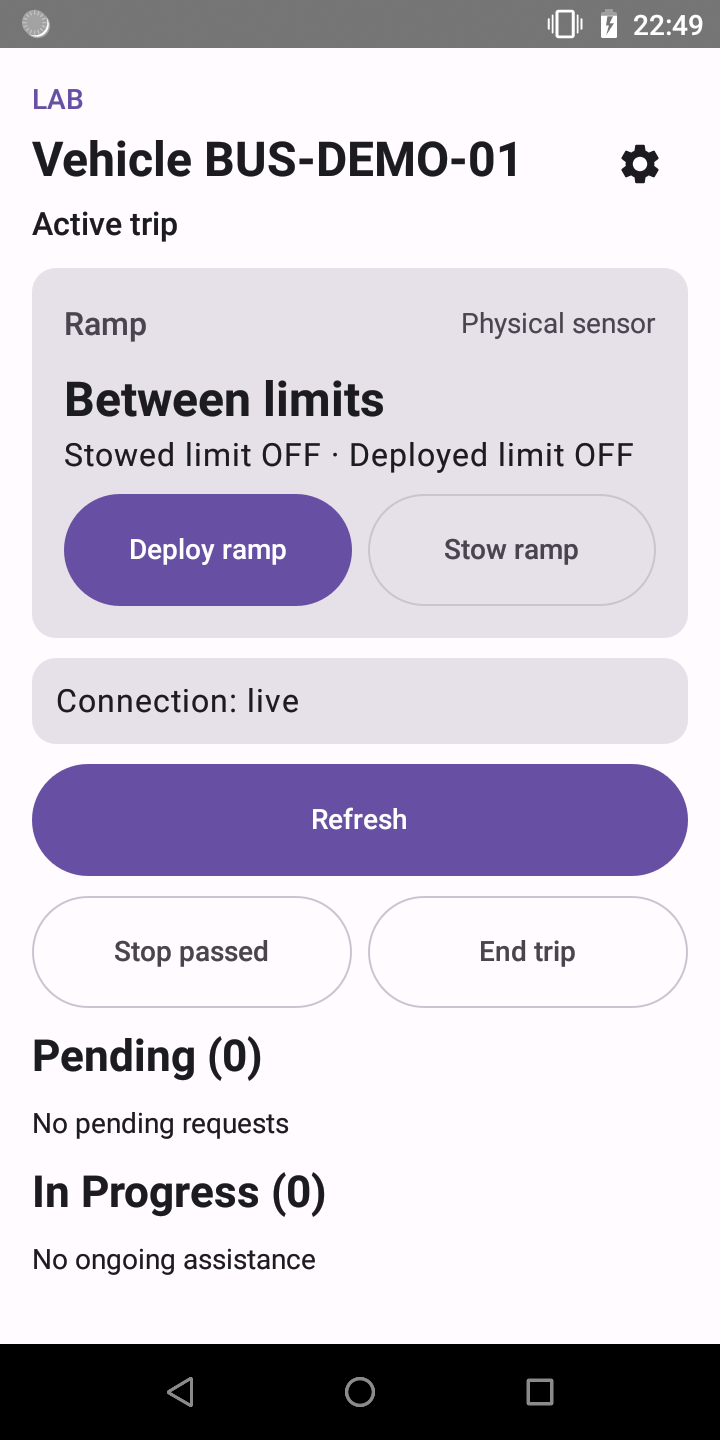 22:49
LAB
Vehicle BUS-DEMO-01
Active trip
Ramp
Physical sensor
Between limits
Stowed limit OFF · Deployed limit OFF
Deploy ramp
Stow ramp
Connection: live
Refresh
Stop passed
End trip
Pending (0)
No pending requests
In Progress (0)
No ongoing assistance